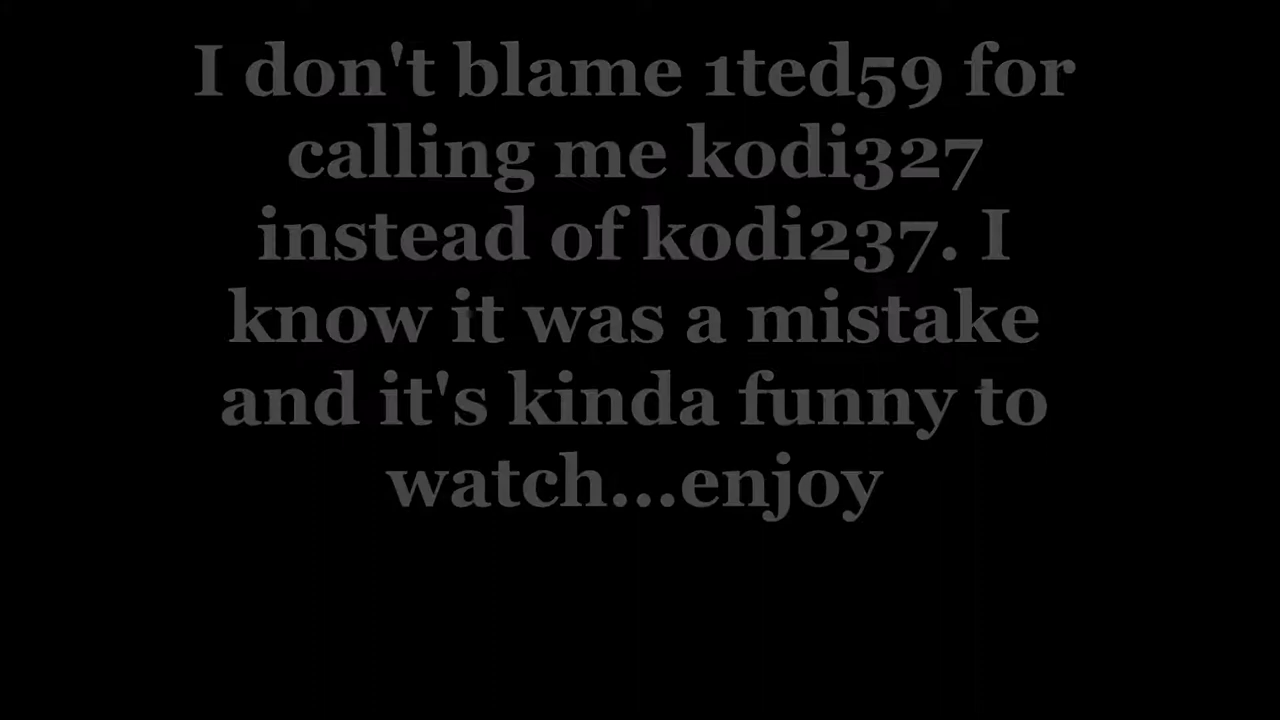 I don't blame 1ted59 for
calling me kodi327
instead of kodi237. I
know it was a mistake
and it's kinda funny to
watch...enjoy